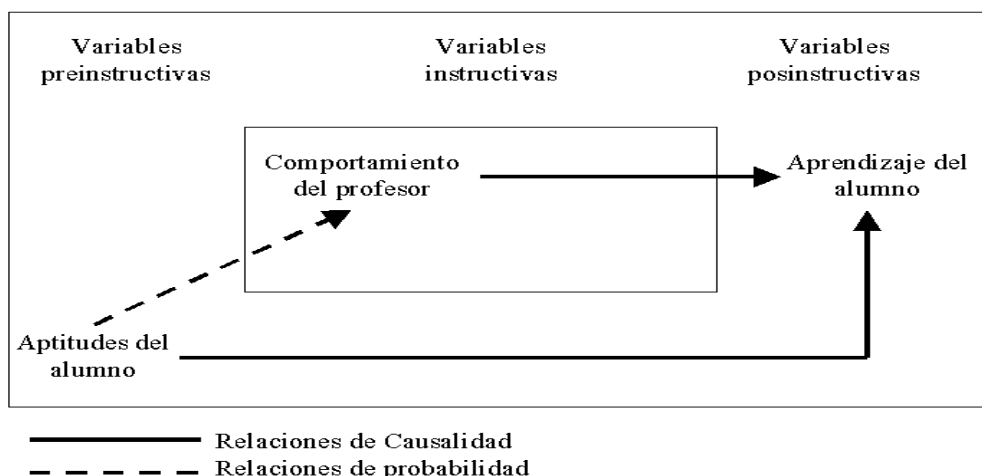 Variables
preinstructivas
Variables
instructivas
Variables
posinstructivas
Comportamiento
del profesor
Aprendizaje del
alumno
Aptitudes del
alumno
Relaciones de Causalidad
Relaciones de probabilidad